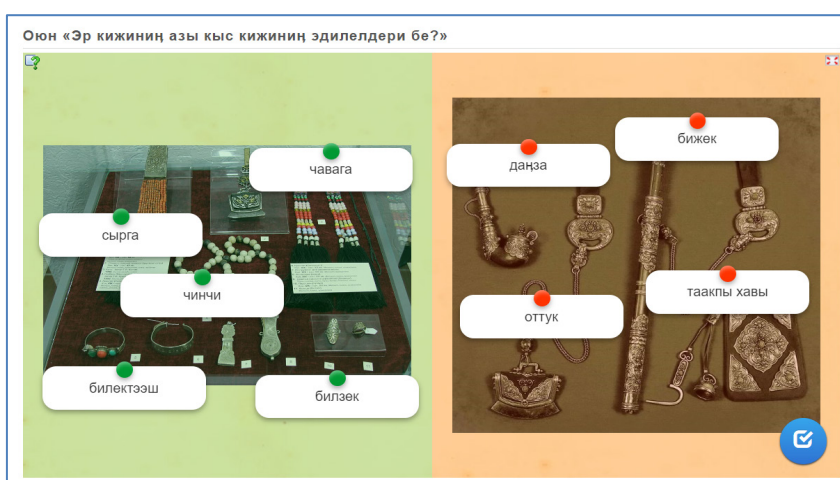 Оюн «Эр кижиниң азы кыс кижиниң эдилелдери бе?»
чавага
сырга
чинчи
билектээш
билзек
бижек
даңза
таакпы хавы
оттук